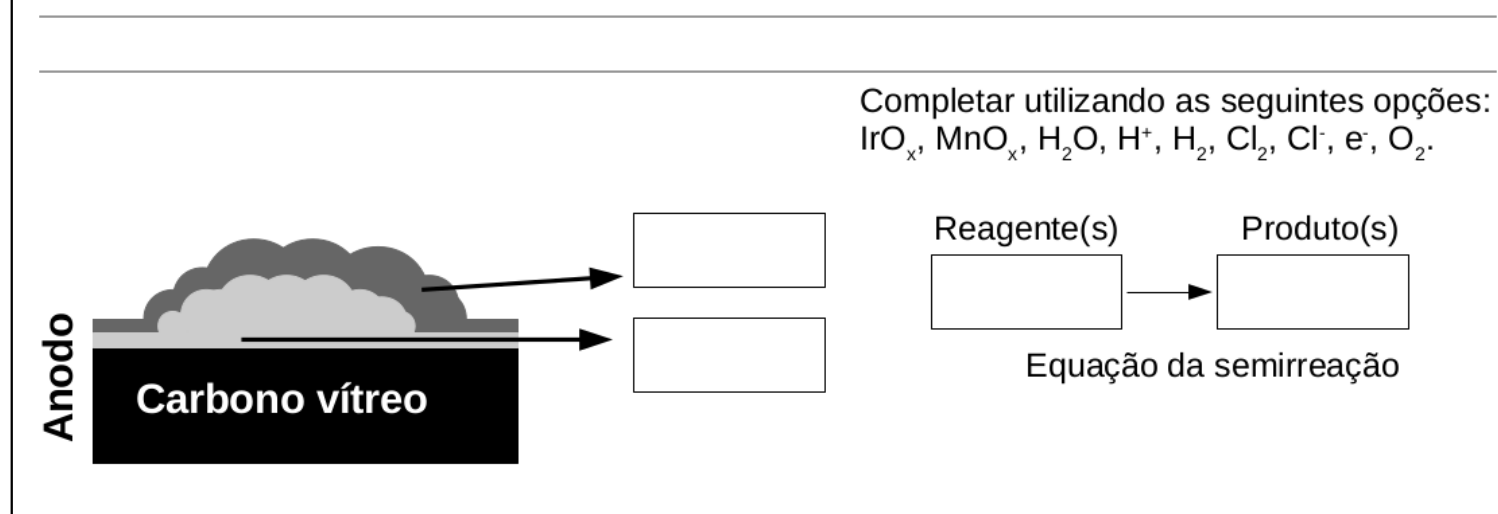 Completar utilizando as seguintes opções:
IrOₓ, MnOₓ, H₂O, H⁺, H₂, Cl₂, Cl⁻, e⁻, O₂.
Reagente(s) Produto(s)
Equação da semirreação
Anodo
Carbono vítreo